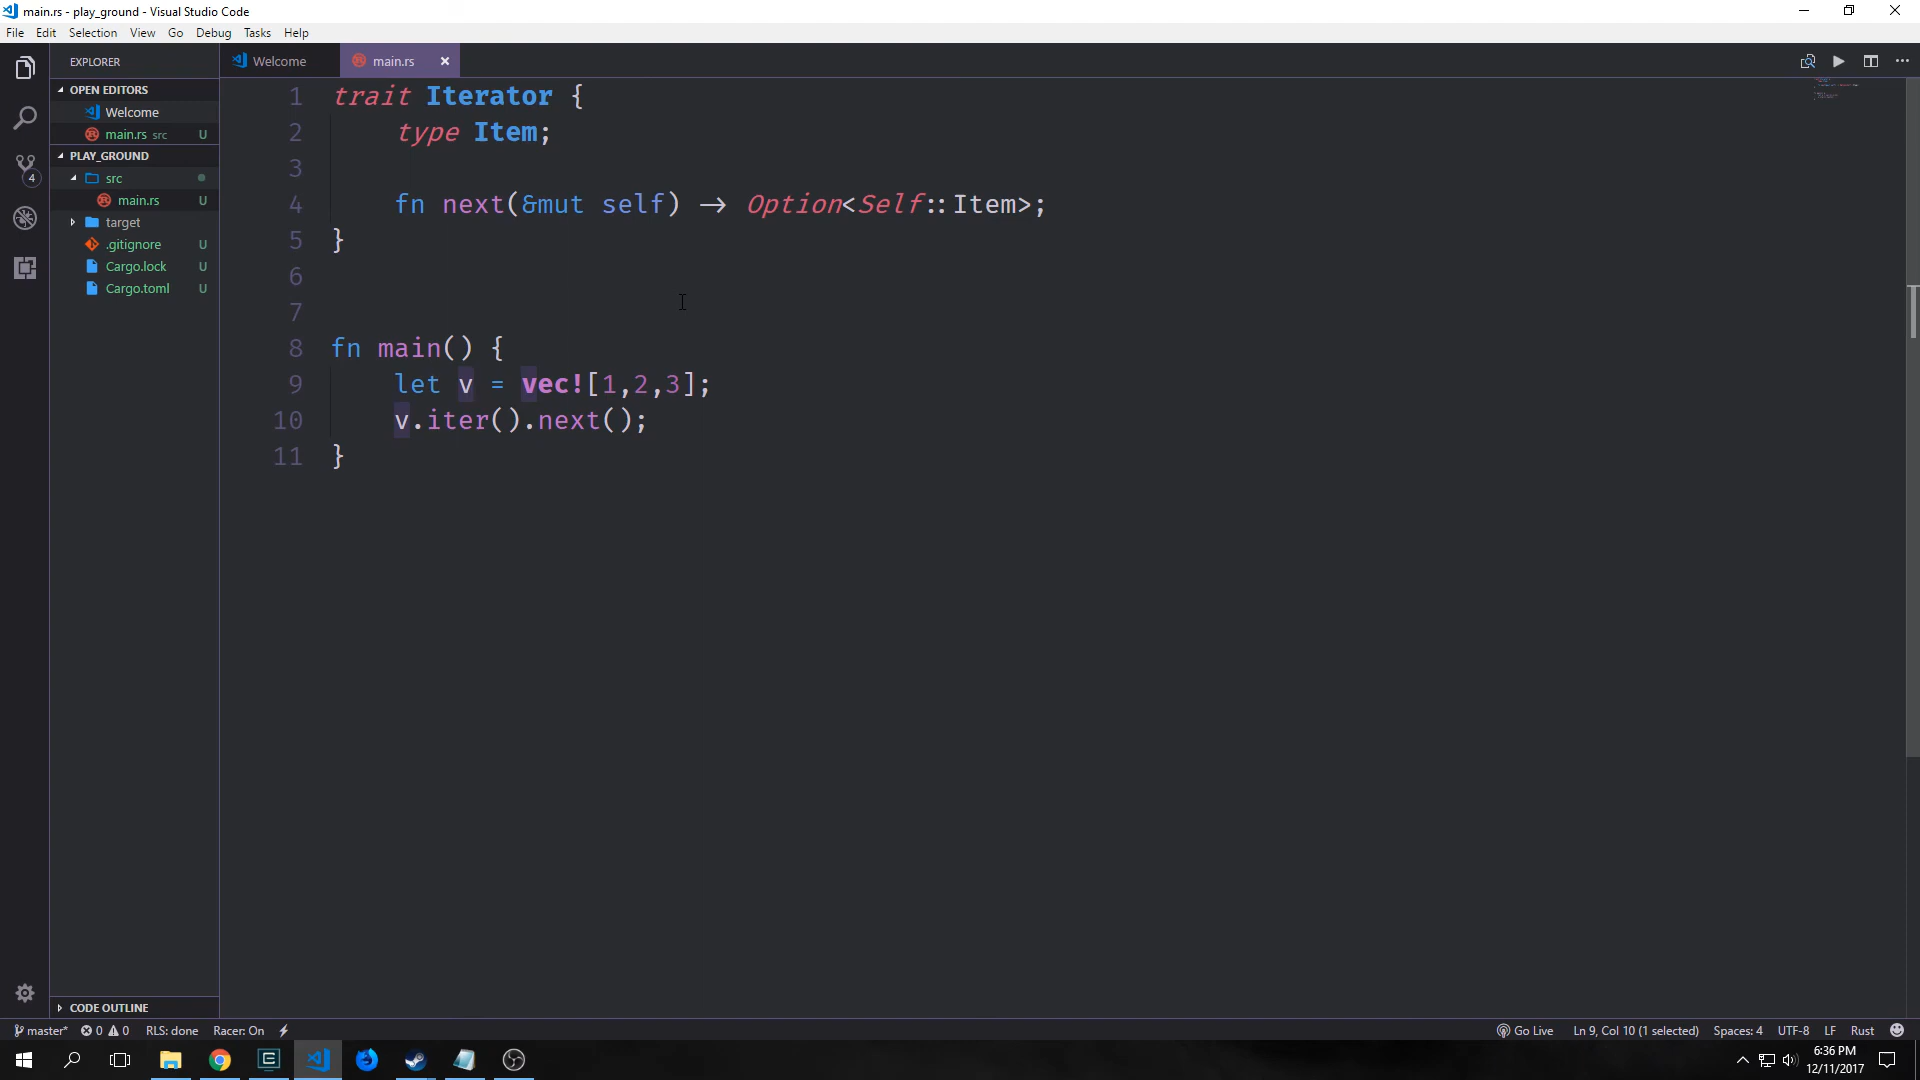 main.rs - play_ground - Visual Studio Code
File Edit Selection View Go Debug Tasks Help
EXPLORER
OPEN EDITORS
Welcome
main.rs src U
PLAY_GROUND
src
main.rs U
target
.gitignore U
Cargo.lock U
Cargo.toml U
CODE OUTLINE
4
Welcome
main.rs
1 trait Iterator {
2 type Item;
3
4 fn next(&mut self) -> Option<Self::Item>;
5 }
6
7
8 fn main() {
9 let v = vec![1,2,3];
10 v.iter().next();
11 }
master* 0 0 RLS: done Racer: On
Go Live Ln 9, Col 10 (1 selected) Spaces: 4 UTF-8 LF Rust
6:36 PM
12/11/2017